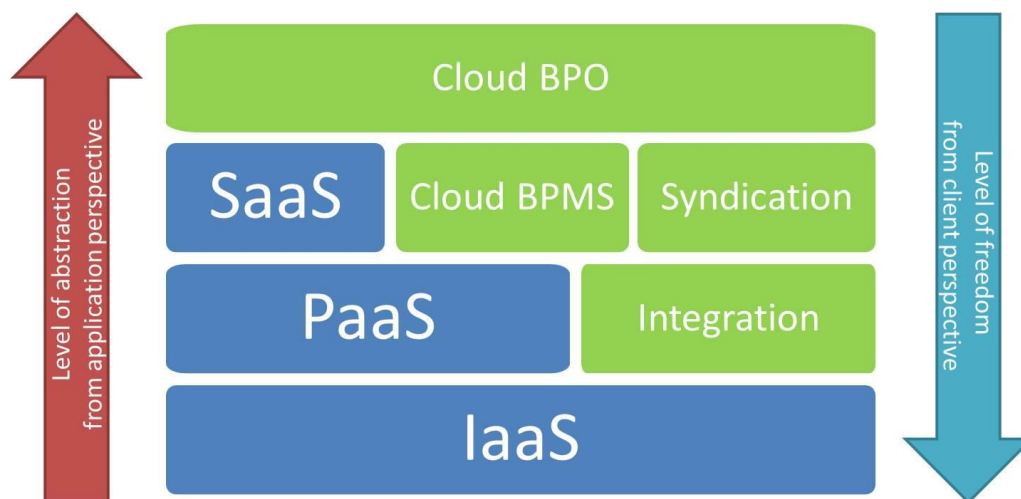 Cloud BPO
SaaS
Cloud BPMS
Syndication
PaaS
Integration
IaaS
Level of abstraction
from application perspective
Level of freedom
from client perspective